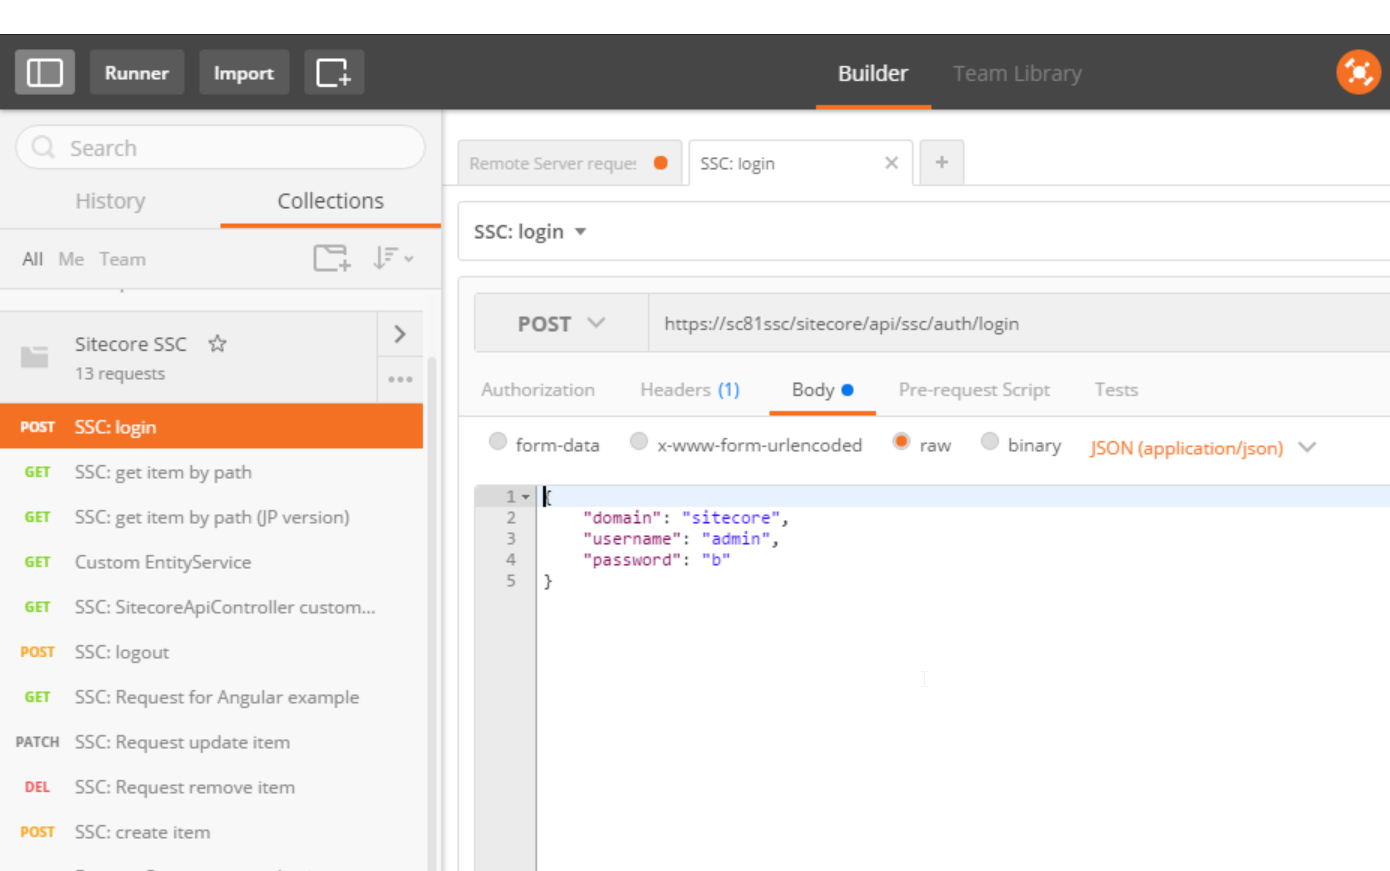 Runner Import Builder Team Library
Search
History Collections
All Me Team
Sitecore SSC
13 requests
POST SSC: login
GET SSC: get item by path
GET SSC: get item by path (JP version)
GET Custom EntityService
GET SSC: SitecoreApiController custom...
POST SSC: logout
GET SSC: Request for Angular example
PATCH SSC: Request update item
DEL SSC: Request remove item
POST SSC: create item
Remote Server reque SSC: login +
SSC: login
POST https://sc81ssc/sitecore/api/ssc/auth/login
Authorization Headers (1) Body Pre-request Script Tests
form-data x-www-form-urlencoded raw binary JSON (application/json)
1 {
2 "domain": "sitecore",
3 "username": "admin",
4 "password": "b"
5 }